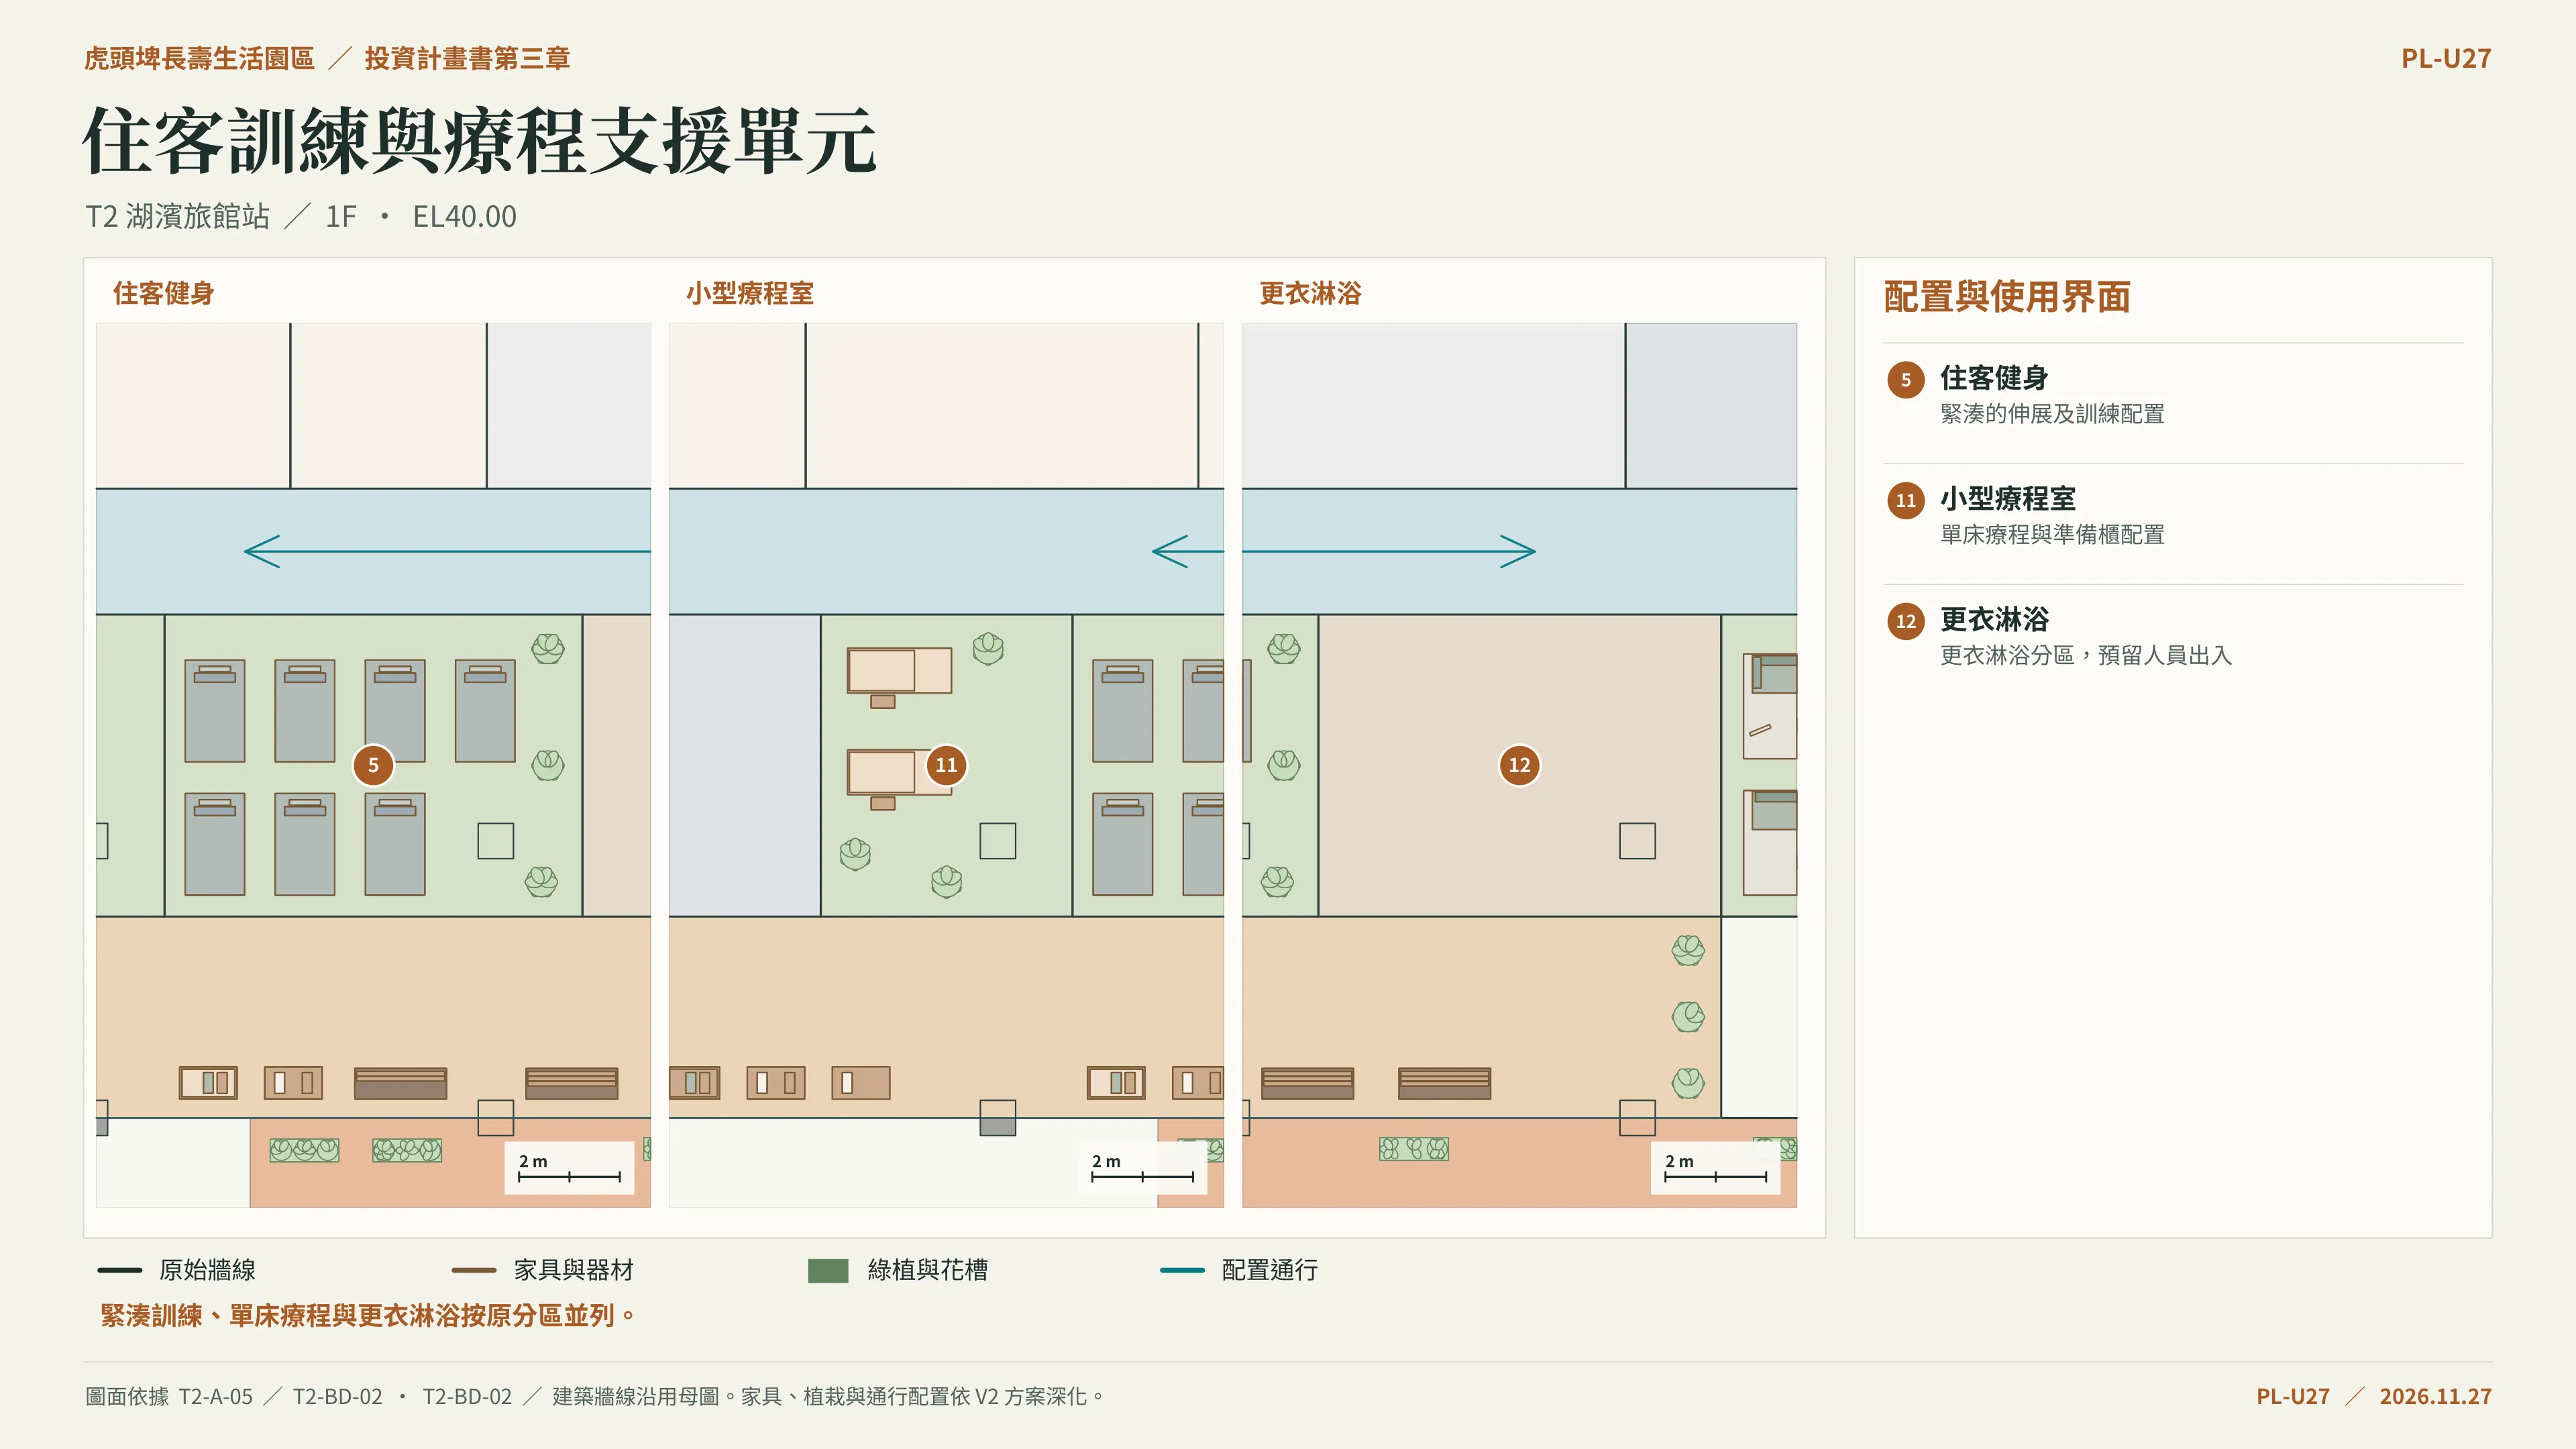 虎頭埤長壽生活園區 ／ 投資計畫書第三章
PL-U27
住客訓練與療程支援單元
T2 湖濱旅館站 ／ 1F ・ EL40.00
住客健身
小型療程室
更衣淋浴
5
11
12
2 m
2 m
2 m
配置與使用界面
5 住客健身
緊湊的伸展及訓練配置
11 小型療程室
單床療程與準備櫃配置
12 更衣淋浴
更衣淋浴分區，預留人員出入
原始牆線
家具與器材
綠植與花槽
配置通行
緊湊訓練、單床療程與更衣淋浴按原分區並列。
圖面依據 T2-A-05 ／ T2-BD-02 ・ T2-BD-02 ／ 建築牆線沿用母圖。家具、植栽與通行配置依 V2 方案深化。
PL-U27 ／ 2026.11.27